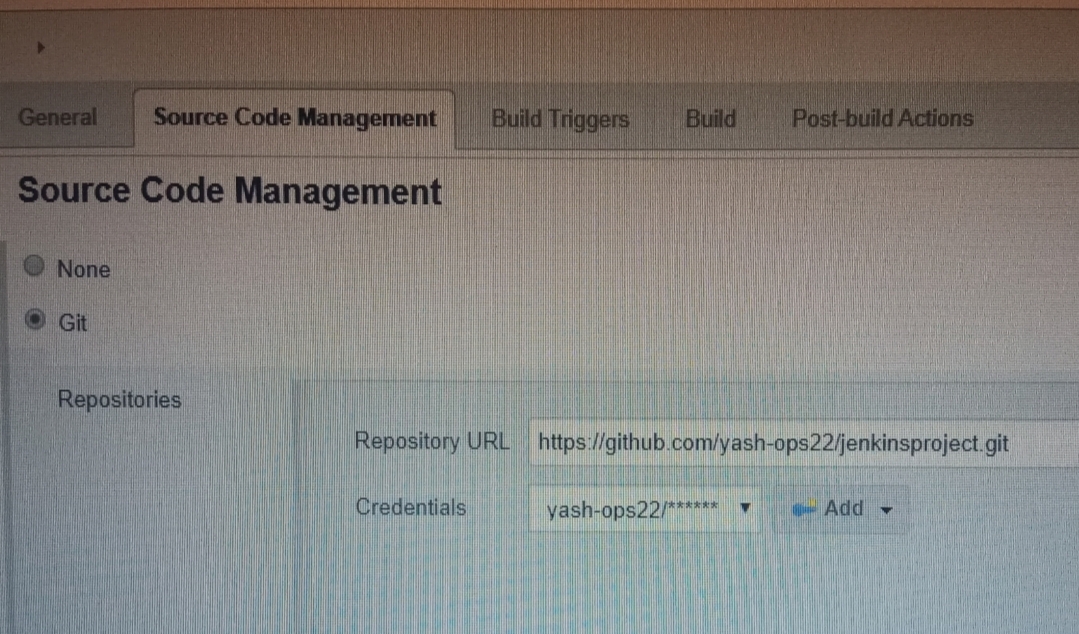 General Source Code Management Build Triggers Build Post-build Actions
Source Code Management
None
Git
Repositories
Repository URL https://github.com/yash-ops22/jenkinsproject.git
Credentials yash-ops22/****** Add